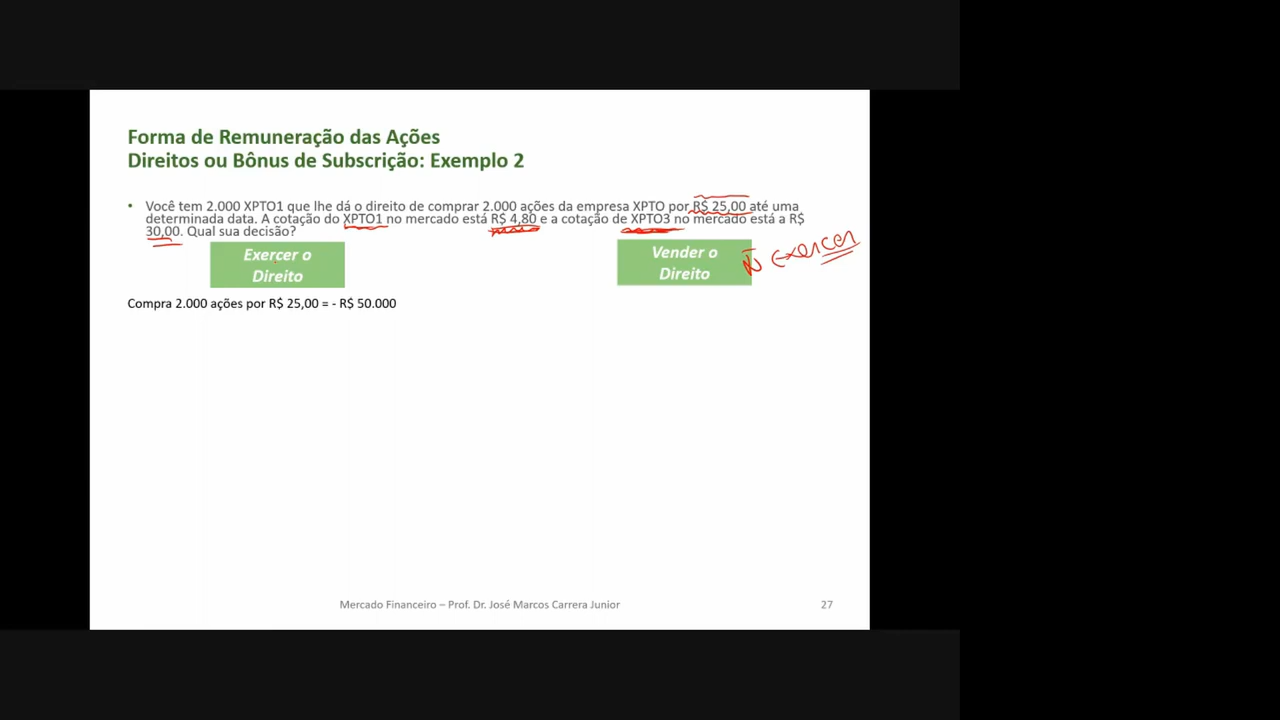 Forma de Remuneração das Ações
Direitos ou Bônus de Subscrição: Exemplo 2
• Você tem 2.000 XPTO1 que lhe dá o direito de comprar 2.000 ações da empresa XPTO por R$ 25,00 até uma
determinada data. A cotação do XPTO1 no mercado está R$ 4,80 e a cotação de XPTO3 no mercado está a R$
30,00. Qual sua decisão?
Exercer o
Direito
Vender o
Direito
Ñ Exercer
Compra 2.000 ações por R$ 25,00 = - R$ 50.000
Mercado Financeiro – Prof. Dr. José Marcos Carrera Junior
27